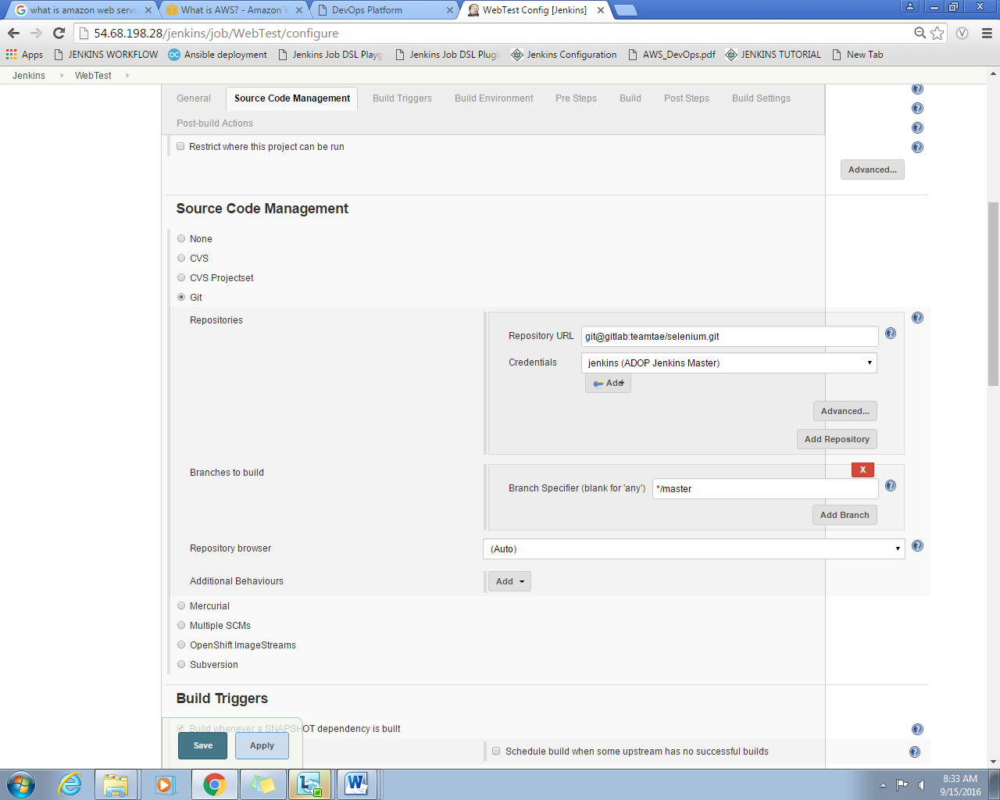 what is amazon web servi
What is AWS? - Amazon W
DevOps Platform
WebTest Config [Jenkins]
54.68.198.28/jenkins/job/WebTest/configure
Apps
JENKINS WORKFLOW
Ansible deployment
Jenkins Job DSL Playg
Jenkins Job DSL Plugi
Jenkins Configuration
AWS_DevOps.pdf
JENKINS TUTORIAL
New Tab
Jenkins
WebTest
General
Source Code Management
Build Triggers
Build Environment
Pre Steps
Build
Post Steps
Build Settings
Post-build Actions
Restrict where this project can be run
Advanced...
Source Code Management
None
CVS
CVS Projectset
Git
Repositories
Repository URL
git@gitlab:teamtae/selenium.git
Credentials
jenkins (ADOP Jenkins Master)
Add
Advanced...
Add Repository
Branches to build
X
Branch Specifier (blank for 'any')
*/master
Add Branch
Repository browser
(Auto)
Additional Behaviours
Add
Mercurial
Multiple SCMs
OpenShift ImageStreams
Subversion
Build Triggers
Build whenever a SNAPSHOT dependency is built
Save
Apply
Schedule build when some upstream has no successful builds
8:33 AM
9/15/2016